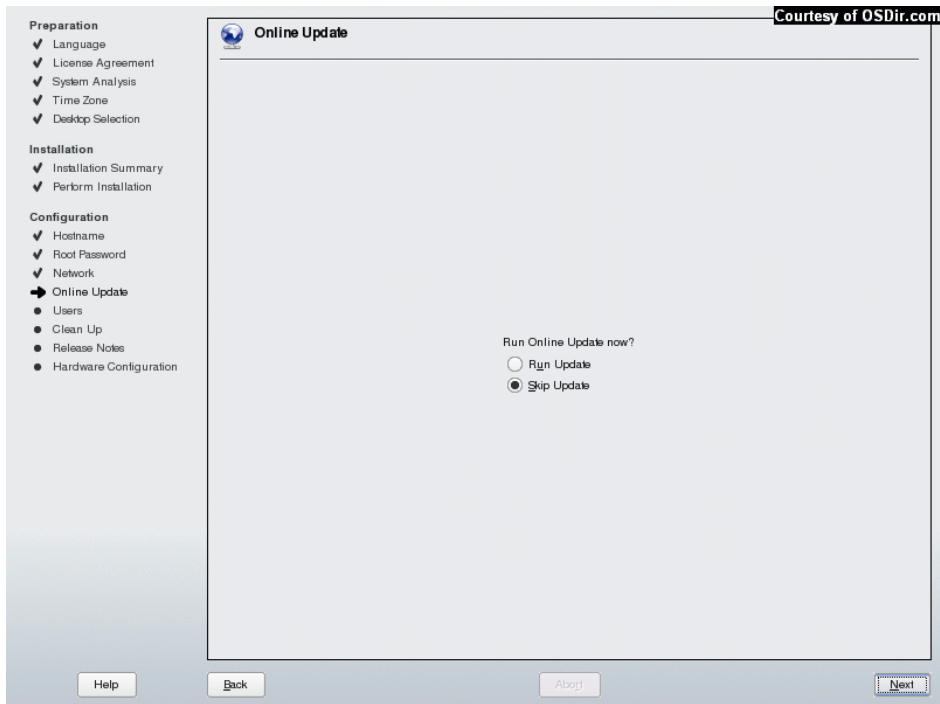 Courtesy of OSDir.com
Preparation
Language
License Agreement
System Analysis
Time Zone
Desktop Selection
Installation
Installation Summary
Perform Installation
Configuration
Hostname
Root Password
Network
Online Update
Users
Clean Up
Release Notes
Hardware Configuration
Online Update
Run Online Update now?
Run Update
Skip Update
Help
Back
Abort
Next